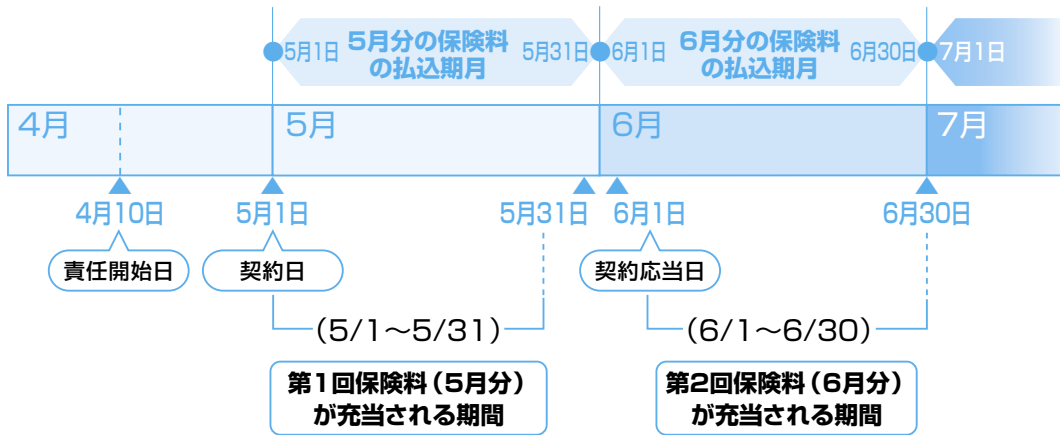 5月1日 5月分の保険料の払込期月 5月31日
6月1日 6月分の保険料の払込期月 6月30日
7月1日
4月 5月 6月 7月
4月10日 5月1日 5月31日 6月1日 6月30日
責任開始日 契約日 契約応当日
(5/1〜5/31) (6/1〜6/30)
第1回保険料(5月分)
が充当される期間
第2回保険料(6月分)
が充当される期間